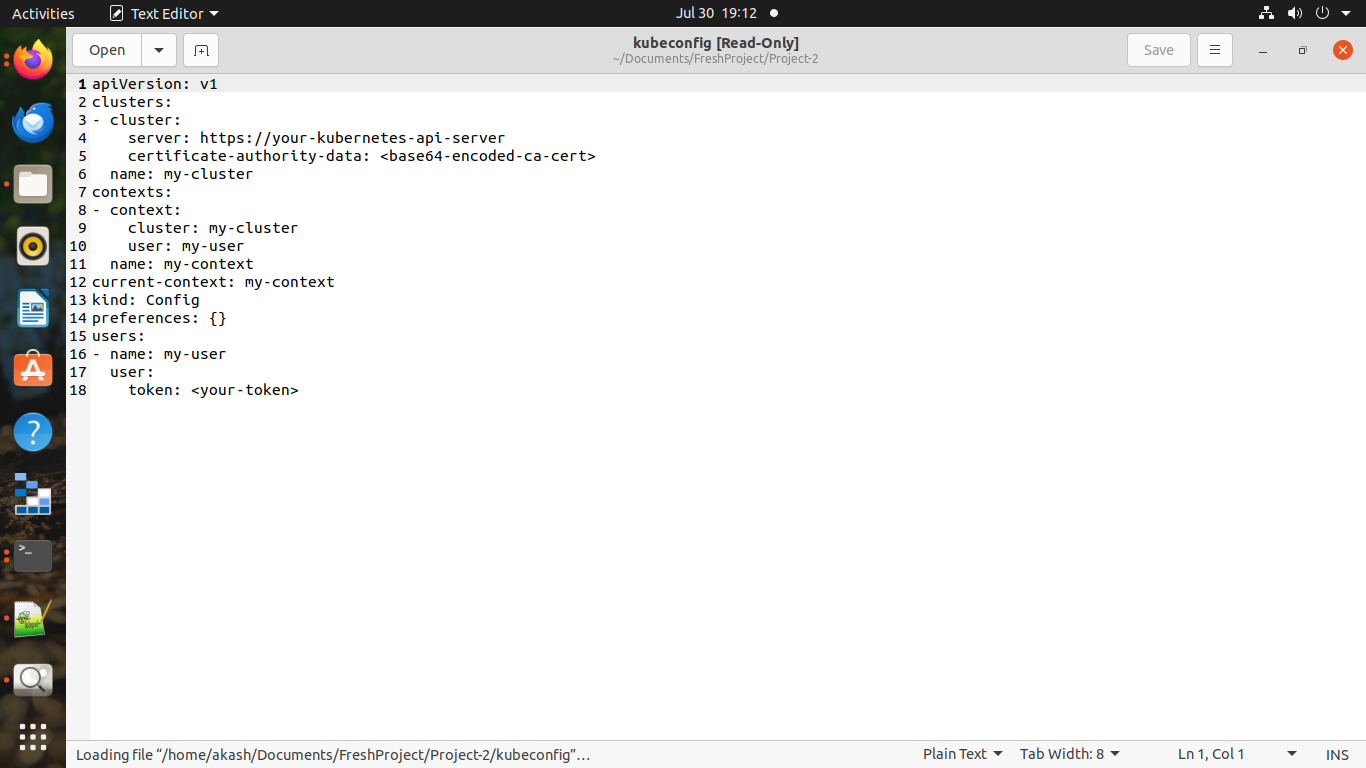 Activities Text Editor Jul 30 19:12
Open kubeconfig [Read-Only] Save
~/Documents/FreshProject/Project-2
1 apiVersion: v1
2 clusters:
3 - cluster:
4     server: https://your-kubernetes-api-server
5     certificate-authority-data: <base64-encoded-ca-cert>
6   name: my-cluster
7 contexts:
8 - context:
9     cluster: my-cluster
10     user: my-user
11   name: my-context
12 current-context: my-context
13 kind: Config
14 preferences: {}
15 users:
16 - name: my-user
17   user:
18     token: <your-token>
Loading file “/home/akash/Documents/FreshProject/Project-2/kubeconfig”… Plain Text Tab Width: 8 Ln 1, Col 1 INS